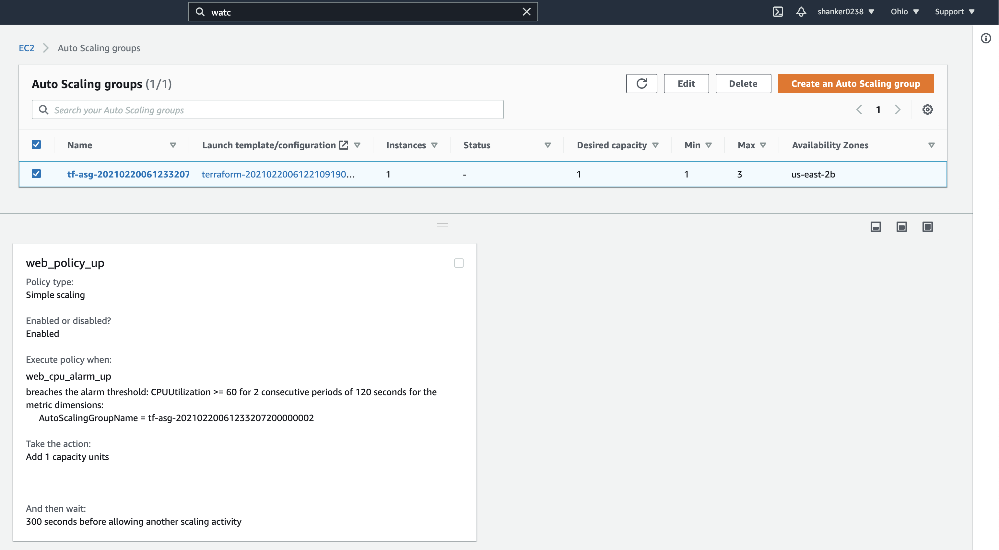 watc
shanker0238
Ohio
Support
EC2
Auto Scaling groups
Auto Scaling groups (1/1)
Edit
Delete
Create an Auto Scaling group
Search your Auto Scaling groups
1
Name
Launch template/configuration
Instances
Status
Desired capacity
Min
Max
Availability Zones
tf-asg-20210220061233207
terraform-2021022006122109190...
1
-
1
1
3
us-east-2b
web_policy_up
Policy type:
Simple scaling
Enabled or disabled?
Enabled
Execute policy when:
web_cpu_alarm_up
breaches the alarm threshold: CPUUtilization >= 60 for 2 consecutive periods of 120 seconds for the
metric dimensions:
AutoScalingGroupName = tf-asg-20210220061233207200000002
Take the action:
Add 1 capacity units
And then wait:
300 seconds before allowing another scaling activity